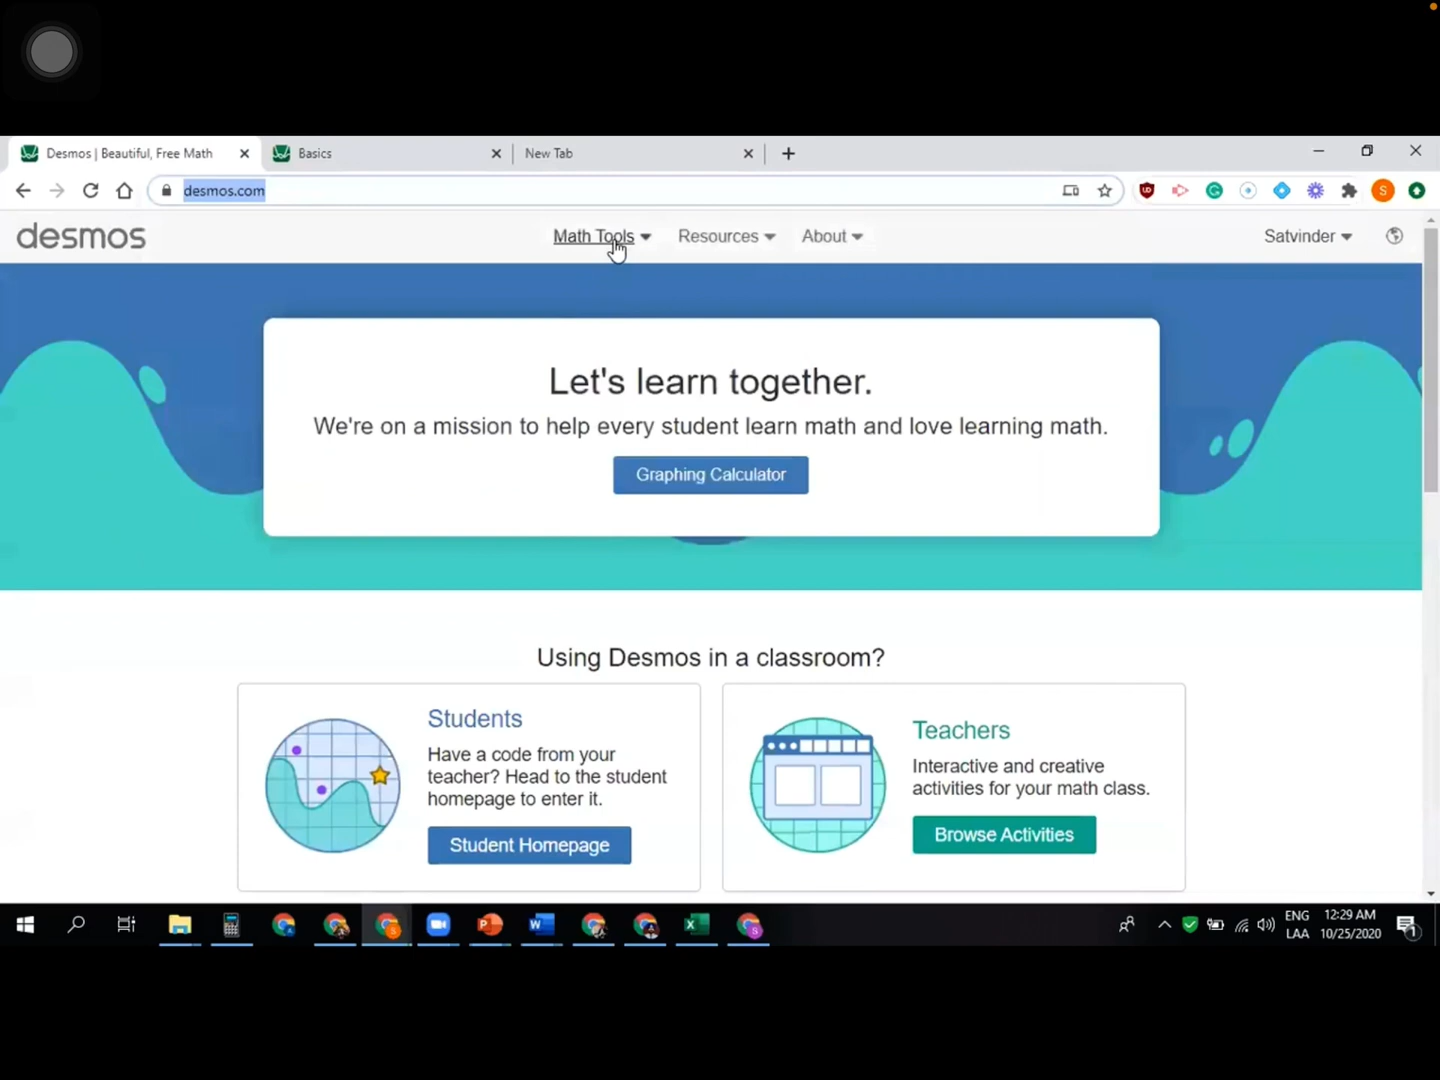 Desmos | Beautiful, Free Math
Basics
New Tab
desmos.com
desmos
Math Tools
Resources
About
Satvinder
Let's learn together.
We're on a mission to help every student learn math and love learning math.
Graphing Calculator
Using Desmos in a classroom?
Students
Have a code from your
teacher? Head to the student
homepage to enter it.
Student Homepage
Teachers
Interactive and creative
activities for your math class.
Browse Activities
ENG
LAA
12:29 AM
10/25/2020